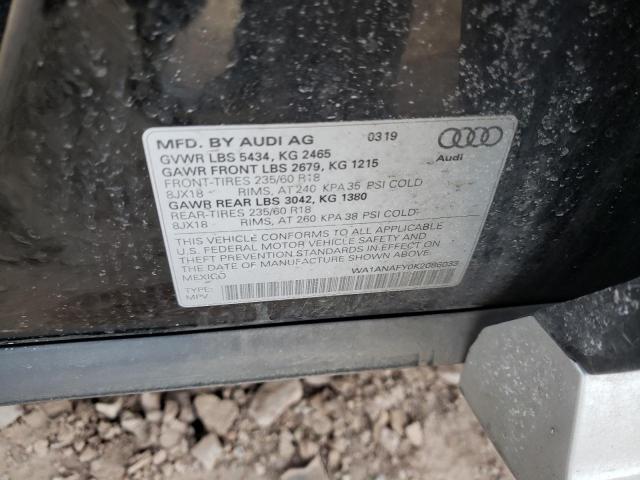 MFD. BY AUDI AG 0319
GVWR LBS 5434, KG 2465
GAWR FRONT LBS 2679, KG 1215
FRONT-TIRES 235/60 R18
8JX18 RIMS, AT 240 KPA 35 PSI COLD
GAWR REAR LBS 3042, KG 1380
REAR-TIRES 235/60 R18
8JX18 RIMS, AT 260 KPA 38 PSI COLD
THIS VEHICLE CONFORMS TO ALL APPLICABLE
U.S. FEDERAL MOTOR VEHICLE SAFETY AND
THEFT PREVENTION STANDARDS IN EFFECT ON
THE DATE OF MANUFACTURE SHOWN ABOVE.
MEXICO WA1ANAFY0K2086033
TYPE:
MPV
Audi